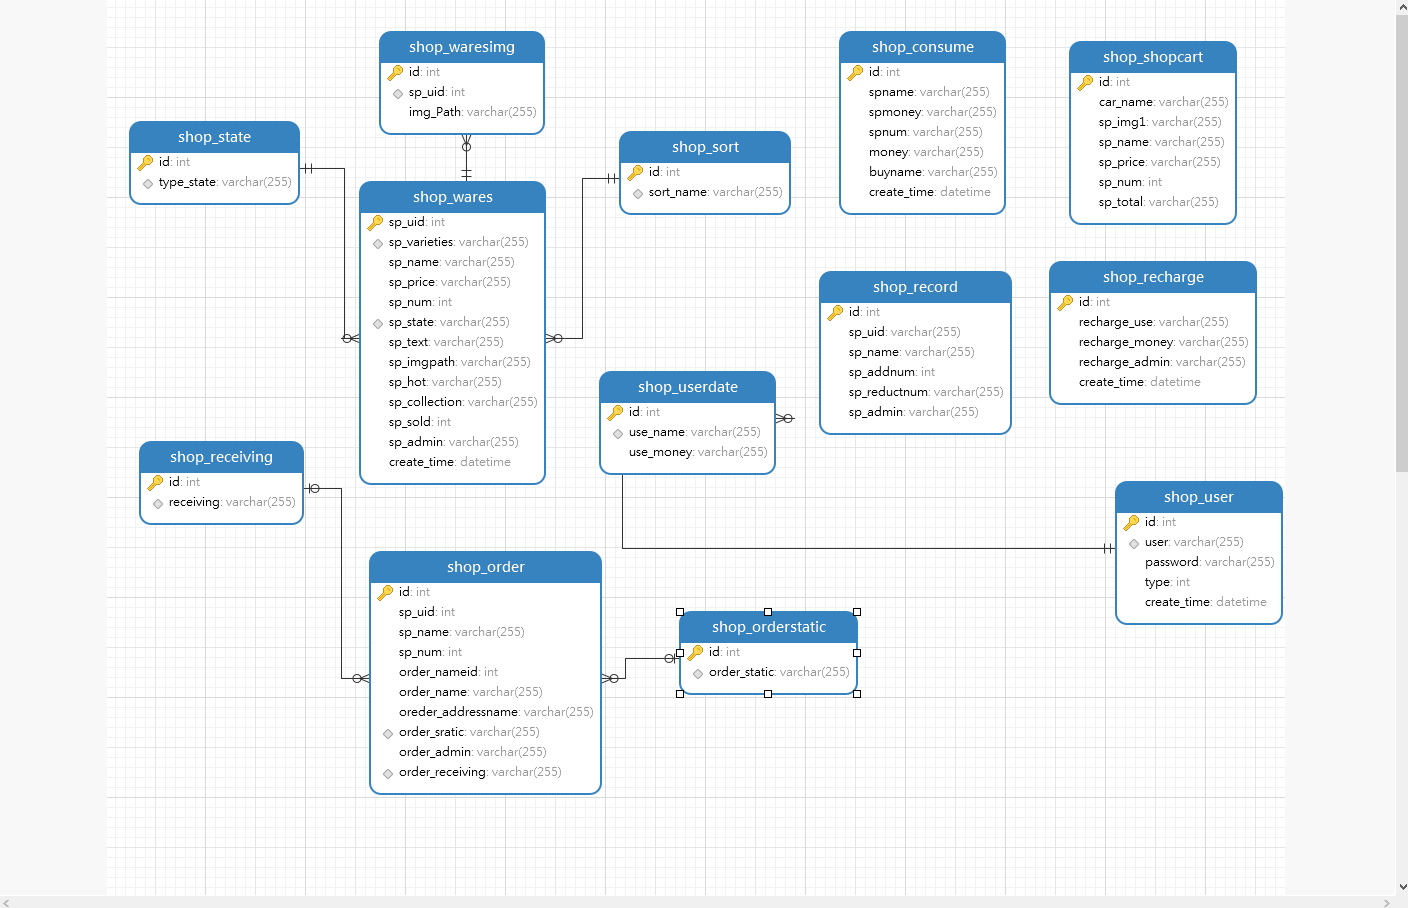 shop_waresimg
id: int
sp_uid: int
img_Path: varchar(255)
shop_consume
id: int
spname: varchar(255)
spmoney: varchar(255)
spnum: varchar(255)
money: varchar(255)
buyname: varchar(255)
create_time: datetime
shop_shopcart
id: int
car_name: varchar(255)
sp_img1: varchar(255)
sp_name: varchar(255)
sp_price: varchar(255)
sp_num: int
sp_total: varchar(255)
shop_state
id: int
type_state: varchar(255)
shop_sort
id: int
sort_name: varchar(255)
shop_wares
sp_uid: int
sp_varieties: varchar(255)
sp_name: varchar(255)
sp_price: varchar(255)
sp_num: int
sp_state: varchar(255)
sp_text: varchar(255)
sp_imgpath: varchar(255)
sp_hot: varchar(255)
sp_collection: varchar(255)
sp_sold: int
sp_admin: varchar(255)
create_time: datetime
shop_record
id: int
sp_uid: varchar(255)
sp_name: varchar(255)
sp_addnum: int
sp_reductnum: varchar(255)
sp_admin: varchar(255)
shop_recharge
id: int
recharge_use: varchar(255)
recharge_money: varchar(255)
recharge_admin: varchar(255)
create_time: datetime
shop_userdate
id: int
use_name: varchar(255)
use_money: varchar(255)
shop_receiving
id: int
receiving: varchar(255)
shop_user
id: int
user: varchar(255)
password: varchar(255)
type: int
create_time: datetime
shop_order
id: int
sp_uid: int
sp_name: varchar(255)
sp_num: int
order_nameid: int
order_name: varchar(255)
oreder_addressname: varchar(255)
order_sratic: varchar(255)
order_admin: varchar(255)
order_receiving: varchar(255)
shop_orderstatic
id: int
order_static: varchar(255)